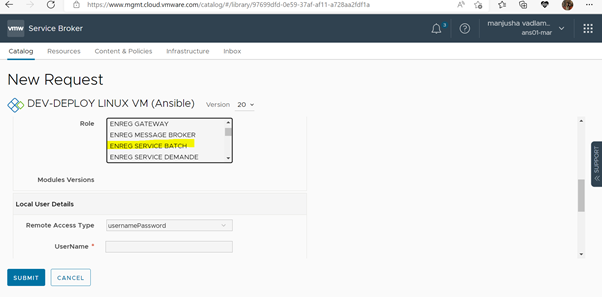 https://www.mgmt.cloud.vmware.com/catalog/#/library/97699dfd-0e59-37af-af11-a728aa2fdf1a
vmw Service Broker
3
manjusha vadlam...
ans01-mar
Catalog Resources Content & Policies Infrastructure Inbox
New Request
DEV-DEPLOY LINUX VM (Ansible) Version 20
Role
ENREG GATEWAY
ENREG MESSAGE BROKER
ENREG SERVICE BATCH
ENREG SERVICE DEMANDE
Modules Versions
Local User Details
Remote Access Type usernamePassword
UserName *
SUBMIT CANCEL
SUPPORT